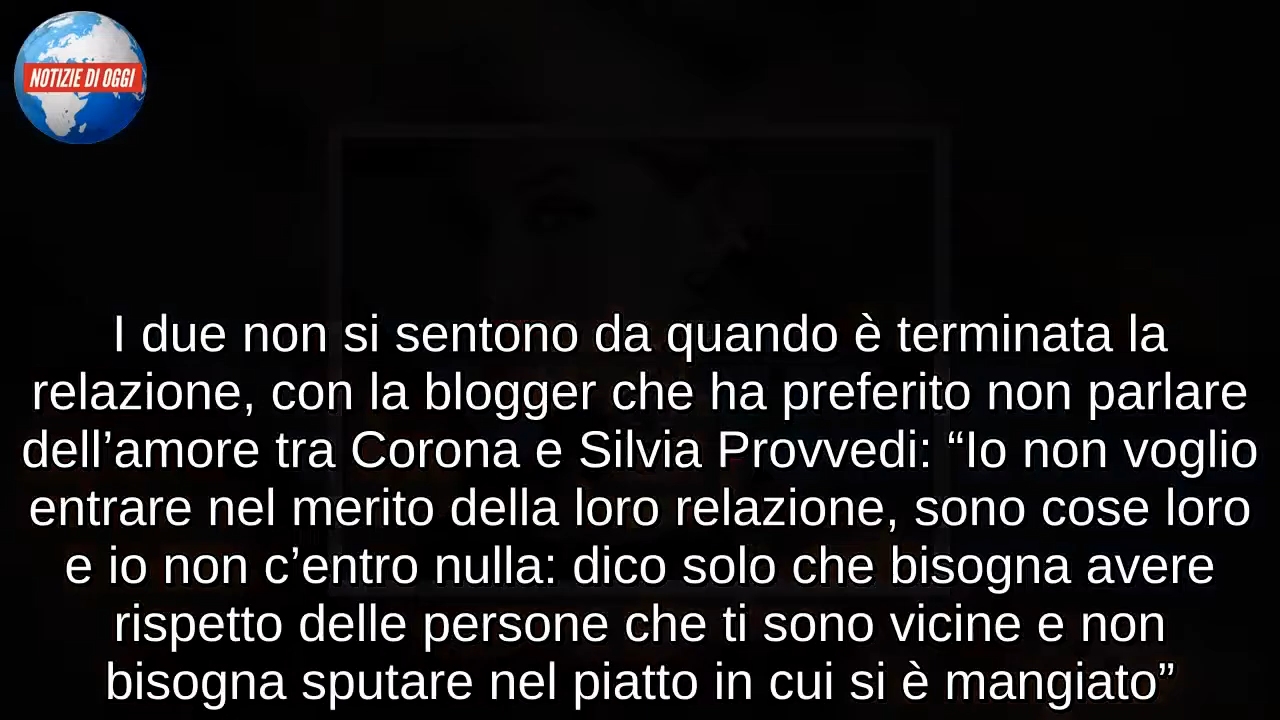 NOTIZIE DI OGGI
I due non si sentono da quando è terminata la
relazione, con la blogger che ha preferito non parlare
dell’amore tra Corona e Silvia Provvedi: “Io non voglio
entrare nel merito della loro relazione, sono cose loro
e io non c’entro nulla: dico solo che bisogna avere
rispetto delle persone che ti sono vicine e non
bisogna sputare nel piatto in cui si è mangiato”